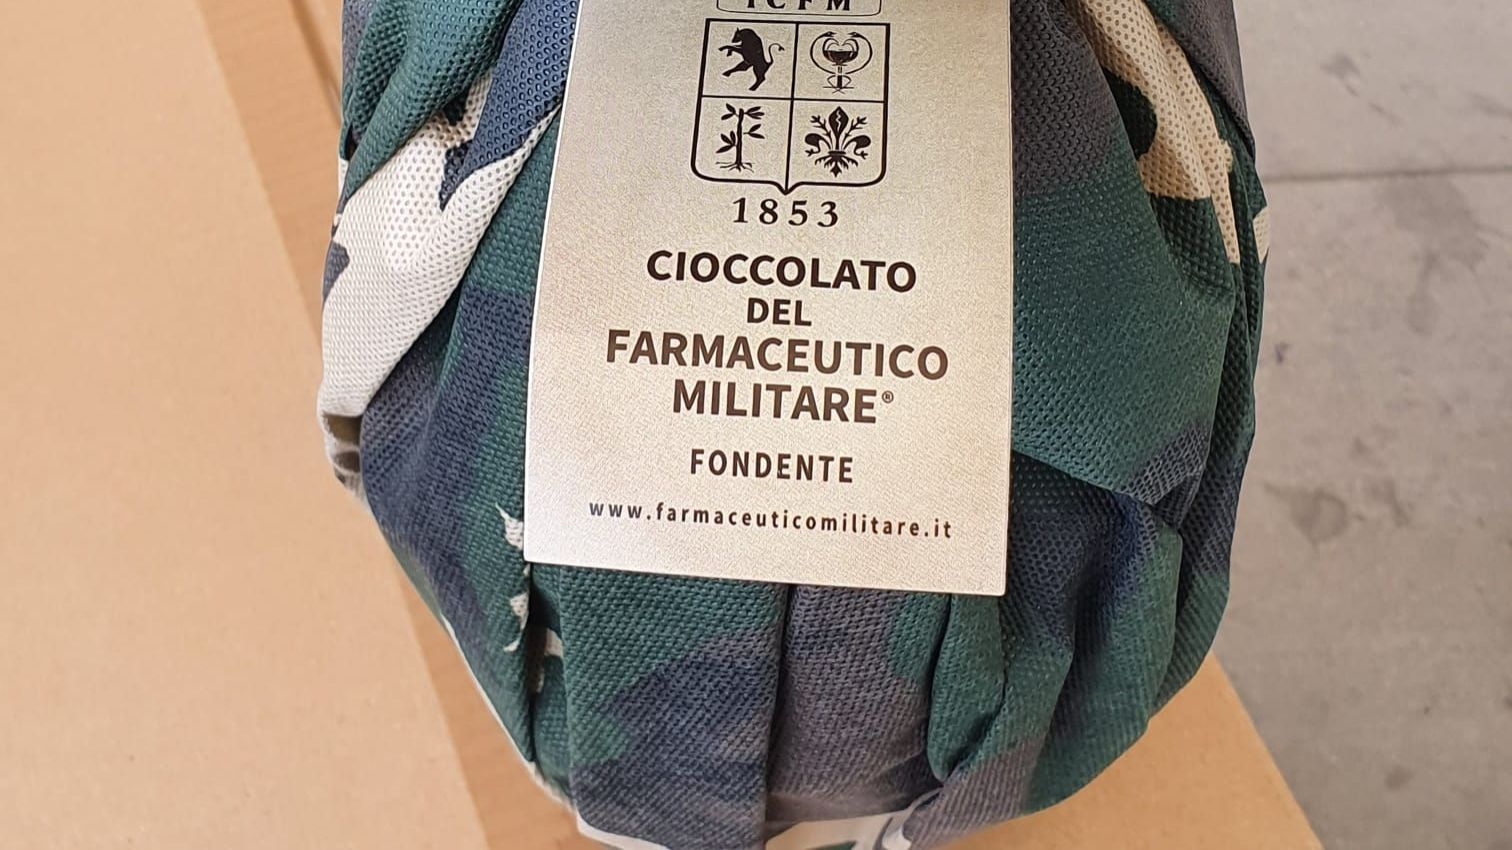 ICFM
1853
CIOCCOLATO
DEL
FARMACEUTICO
MILITARE®
FONDENTE
www.farmaceuticomilitare.it